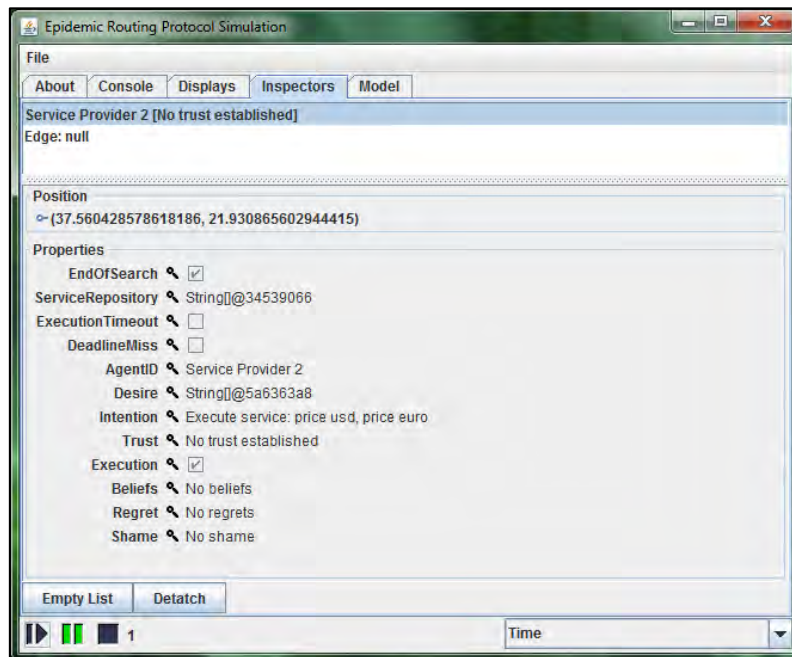 Epidemic Routing Protocol Simulation
File
About Console Displays Inspectors Model
Service Provider 2 [No trust established]
Edge: null
Position
(37.560428578618186, 21.930865602944415)
Properties
EndOfSearch
ServiceRepository String[]@34539066
ExecutionTimeout
DeadlineMiss
AgentID Service Provider 2
Desire String[]@5a6363a8
Intention Execute service: price usd, price euro
Trust No trust established
Execution
Beliefs No beliefs
Regret No regrets
Shame No shame
Empty List Detatch
1 Time